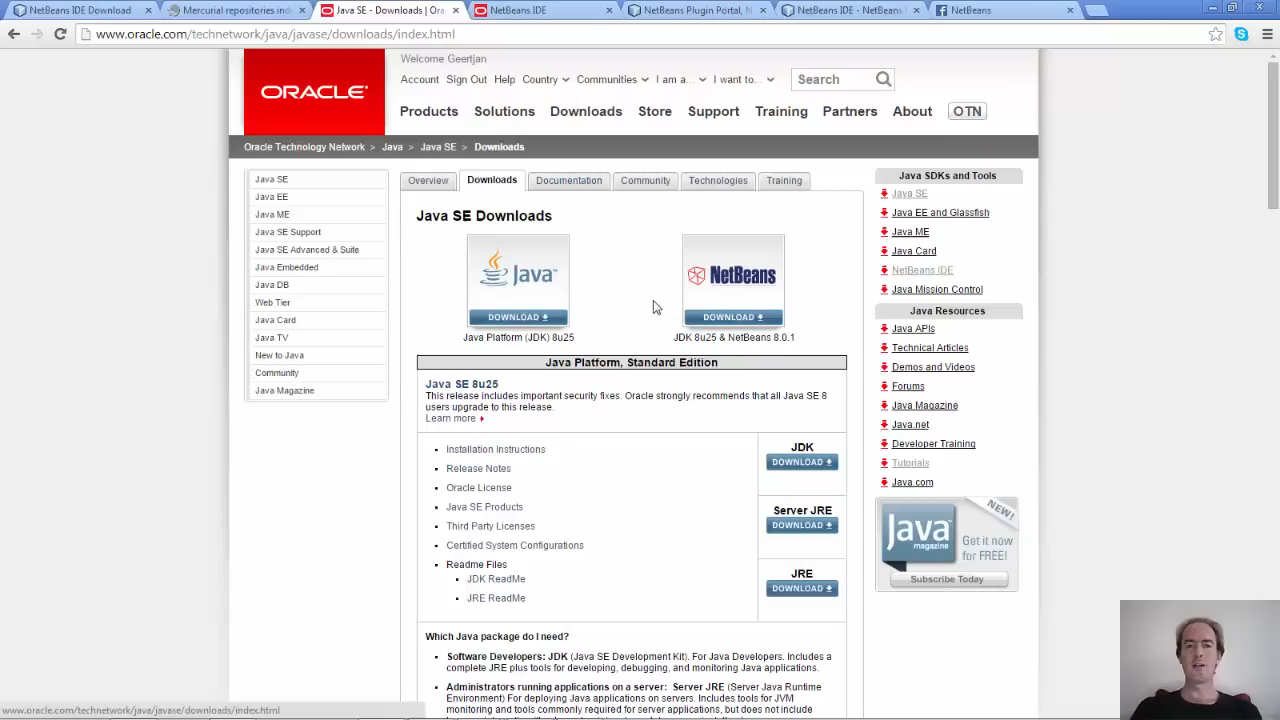 NetBeans IDE Download
Mercurial repositories in
Java SE - Downloads | Ora
NetBeans IDE
NetBeans Plugin Portal,
NetBeans IDE - NetBeans
NetBeans
www.oracle.com/technetwork/java/javase/downloads/index.html
ORACLE
Welcome Geertjan
Account Sign Out Help Country Communities I am a... I want to... Search
Products Solutions Downloads Store Support Training Partners About OTN
Oracle Technology Network > Java > Java SE > Downloads
Java SE
Java EE
Java ME
Java SE Support
Java SE Advanced & Suite
Java Embedded
Java DB
Web Tier
Java Card
Java TV
New to Java
Community
Java Magazine
Overview Downloads Documentation Community Technologies Training
Java SE Downloads
Java
DOWNLOAD
Java Platform (JDK) 8u25
NetBeans
DOWNLOAD
JDK 8u25 & NetBeans 8.0.1
Java Platform, Standard Edition
Java SE 8u25
This release includes important security fixes. Oracle strongly recommends that all Java SE 8
users upgrade to this release.
Learn more
Installation Instructions
Release Notes
Oracle License
Java SE Products
Third Party Licenses
Certified System Configurations
Readme Files
JDK ReadMe
JRE ReadMe
JDK
DOWNLOAD
Server JRE
DOWNLOAD
JRE
DOWNLOAD
Which Java package do I need?
Software Developers: JDK (Java SE Development Kit). For Java Developers. Includes a
complete JRE plus tools for developing, debugging, and monitoring Java applications.
Administrators running applications on a server: Server JRE (Server Java Runtime
Environment) For deploying Java applications on servers. Includes tools for JVM
monitoring and tools commonly required for server applications, but does not include
Java SDKs and Tools
Java SE
Java EE and Glassfish
Java ME
Java Card
NetBeans IDE
Java Mission Control
Java Resources
Java APIs
Technical Articles
Demos and Videos
Forums
Java Magazine
Java.net
Developer Training
Tutorials
Java.com
NEW!
Java
magazine
Get it now
for FREE!
Subscribe Today
www.oracle.com/technetwork/java/javase/downloads/index.html